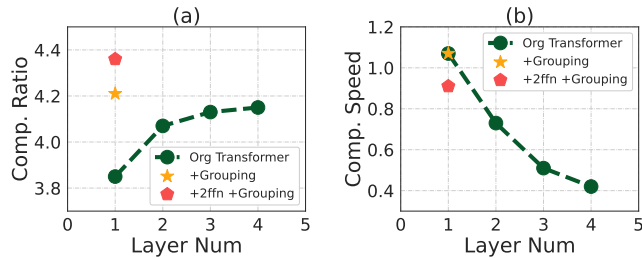 (a)
Comp. Ratio
4.4
4.2
4.0
3.8
Org Transformer
+Grouping
+2ffn +Grouping
0 1 2 3 4 5
Layer Num
(b)
Comp. Speed
1.2
1.0
0.8
0.6
0.4
Org Transformer
+Grouping
+2ffn +Grouping
0 1 2 3 4 5
Layer Num